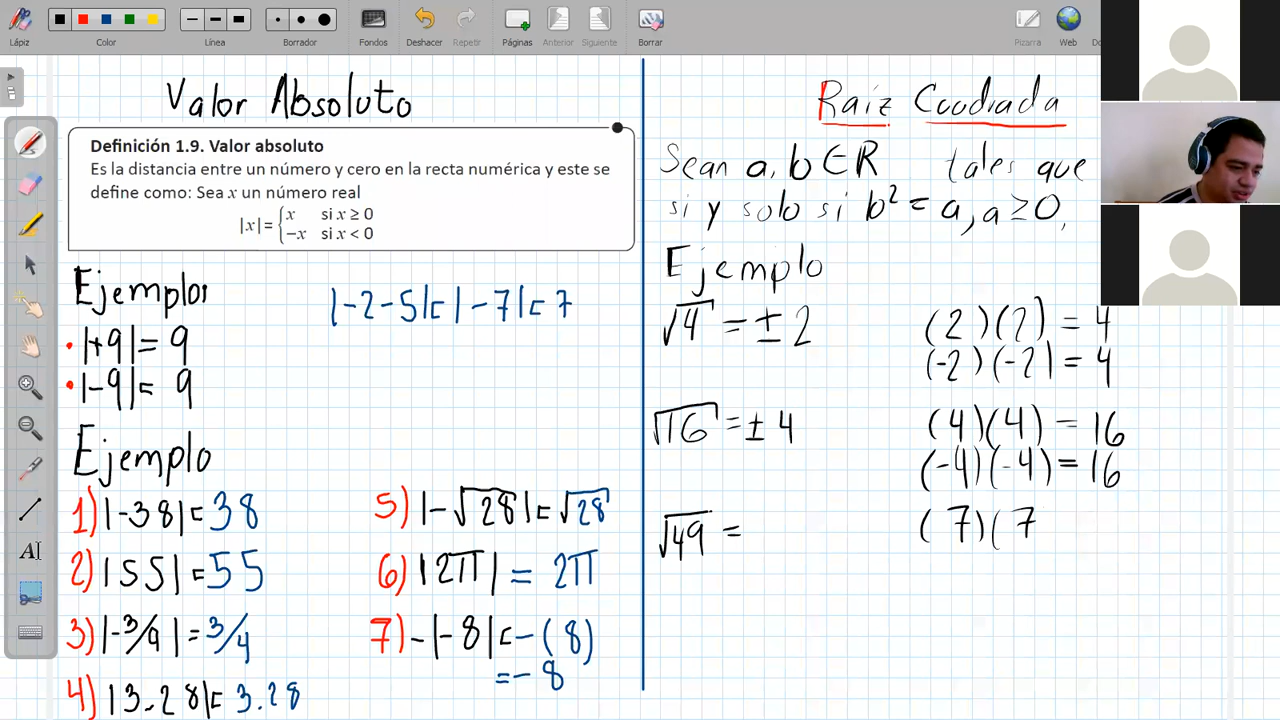 Lápiz
Color
Línea
Borrador
Fondos
Deshacer
Repetir
Páginas
Anterior
Siguiente
Borrar
Pizarra
Web
Valor Absoluto
Definición 1.9. Valor absoluto
Es la distancia entre un número y cero en la recta numérica y este se
define como: Sea x un número real
|x|= { x si x ≥ 0
−x si x < 0
Ejemplos
|-2-5|=|-7|=7
|+9|= 9
|-9|= 9
Ejemplo
1) |-38|=38
2) |55|=55
3) |-3/4|=3/4
4) |3.28|=3.28
5) |-√28|=√28
6) |2π|= 2π
7) -|-8|=-(8)
=-8
Raiz Cuadrada
Sean a, b ∈ R tales que
si y solo si b² = a, a ≥ 0,
Ejemplo
√4 = ± 2 (2)(2) = 4
(-2)(-2) = 4
√16 = ± 4 (4)(4) = 16
(-4)(-4) = 16
√49 = (7)(7
AI